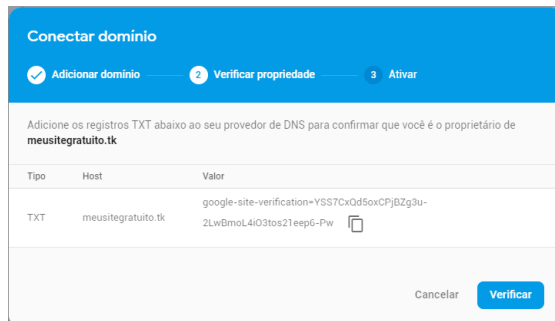 Conectar domínio
Adicionar domínio 2 Verificar propriedade 3 Ativar
Adicione os registros TXT abaixo ao seu provedor de DNS para confirmar que você é o proprietário de
meusitegratuito.tk
Tipo Host Valor
google-site-verification=YSS7CxQd5oxCPjBZg3u-
TXT meusitegratuito.tk
2LwBmoL4iO3tos21eep6-Pw
Cancelar Verificar